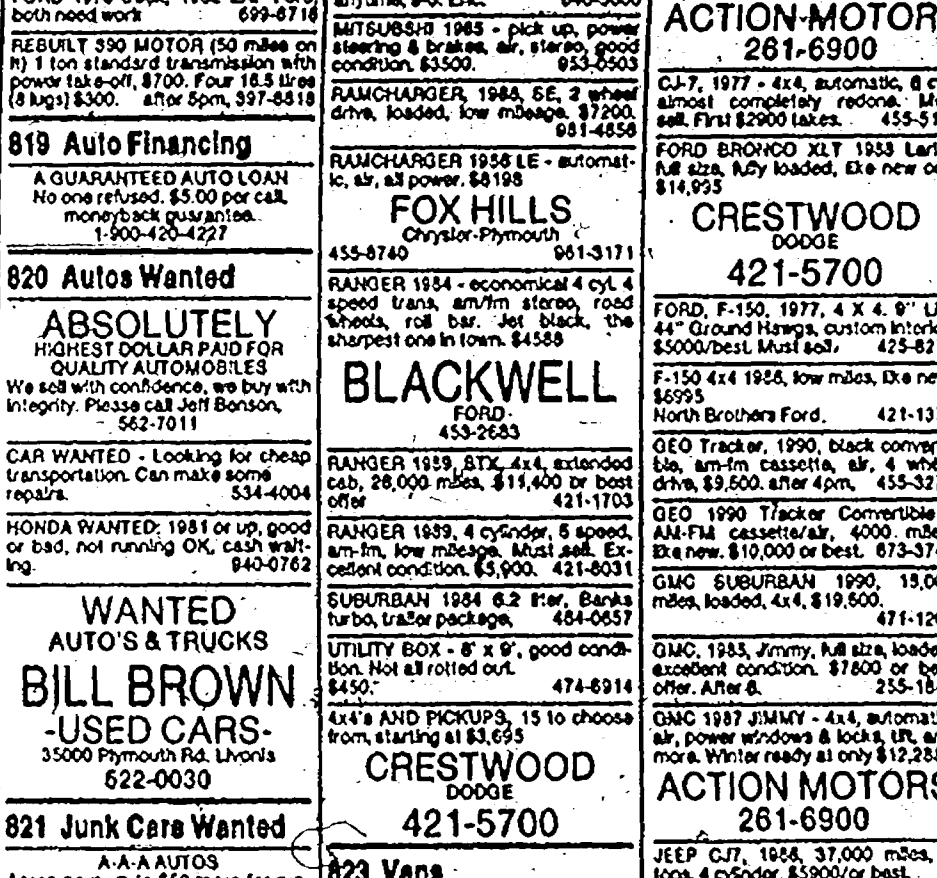 both need work 699-6716
REBUILT 390 MOTOR (50 miles on
it) 1 ton standard transmission with
power take-off, $700. Four 16.5 tires
(8 lugs) $300. after 5pm, 397-8818
819 Auto Financing
A GUARANTEED AUTO LOAN
No one refused. $5.00 per call,
moneyback guarantee.
1-900-420-4227
820 Autos Wanted
ABSOLUTELY
HIGHEST DOLLAR PAID FOR
QUALITY AUTOMOBILES
We sell with confidence, we buy with
integrity. Please call Jeff Benson,
562-7011
CAR WANTED - Looking for cheap
transportation. Can make some
repairs. 534-4004
HONDA WANTED: 1981 or up, good
or bad, not running OK, cash wait-
ing. 940-0762
WANTED
AUTO'S & TRUCKS
BILL BROWN
-USED CARS-
35000 Plymouth Rd. Livonia
522-0030
821 Junk Cars Wanted
A-A-A AUTOS
MITSUBSHI 1985 - pick up, power
steering & brakes, air, stereo, good
condition. $3500. 953-0503
RAMCHARGER, 1988, SE, 2 wheel
drive, loaded, low mileage. $7200.
981-4858
RAMCHARGER 1986 LE - automat-
ic, air, all power. $8198
FOX HILLS
Chrysler-Plymouth
455-8740 961-3171
RANGER 1984 - economical 4 cyl. 4
speed trans, am/fm stereo, road
wheels, roll bar. Jet black, the
sharpest one in town. $4588
BLACKWELL
FORD
453-2683
RANGER 1989, STX, 4x4, extended
cab, 28,000 miles, $11,400 or best
offer 421-1703
RANGER 1989, 4 cylinder, 5 speed,
am-fm, low mileage. Must sell. Ex-
cellent condition. $5,900. 421-8031
SUBURBAN 1984 6.2 liter, Banks
turbo, trailer package, 464-0657
UTILITY BOX - 8' x 9', good condi-
tion. Not all rotted out.
$450. 474-6914
4x4's AND PICKUPS, 15 to choose
from, starting at $3,695
CRESTWOOD
DODGE
421-5700
823 Vans
ACTION-MOTOR
261-6900
CJ-7, 1977 - 4x4, automatic, 6 c
almost completely redone. M
sell. First $2900 takes. 455-51
FORD BRONCO XLT 1988 Lar
full size, fully loaded, like new
$14,995
CRESTWOOD
DODGE
421-5700
FORD, F-150, 1977, 4 X 4. 9" Li
44" Ground Hawgs, custom interi
$5000/best. Must sell. 425-82
F-150 4x4 1986, low miles, like ne
$6995
North Brothers Ford. 421-13
GEO Tracker, 1990, black conver
ble, am-fm cassette, air, 4 whe
drive, $9,600. after 4pm, 455-32
GEO 1990 Tracker Convertible
AM-FM cassette/air, 4000 mile
like new. $10,000 or best. 673-37
GMC SUBURBAN 1990, 15,00
miles, loaded, 4x4, $19,600.
471-12
GMC, 1985, Jimmy, full size, loade
excellent condition. $7800 or be
offer. After 6. 255-16
GMC 1987 JIMMY - 4x4, automat
air, power windows & locks, tilt, a
more. Winter ready at only $12,288
ACTION MOTORS
261-6900
JEEP CJ7, 1986, 37,000 miles,
tops, 4 cylinder, $5900/or best.